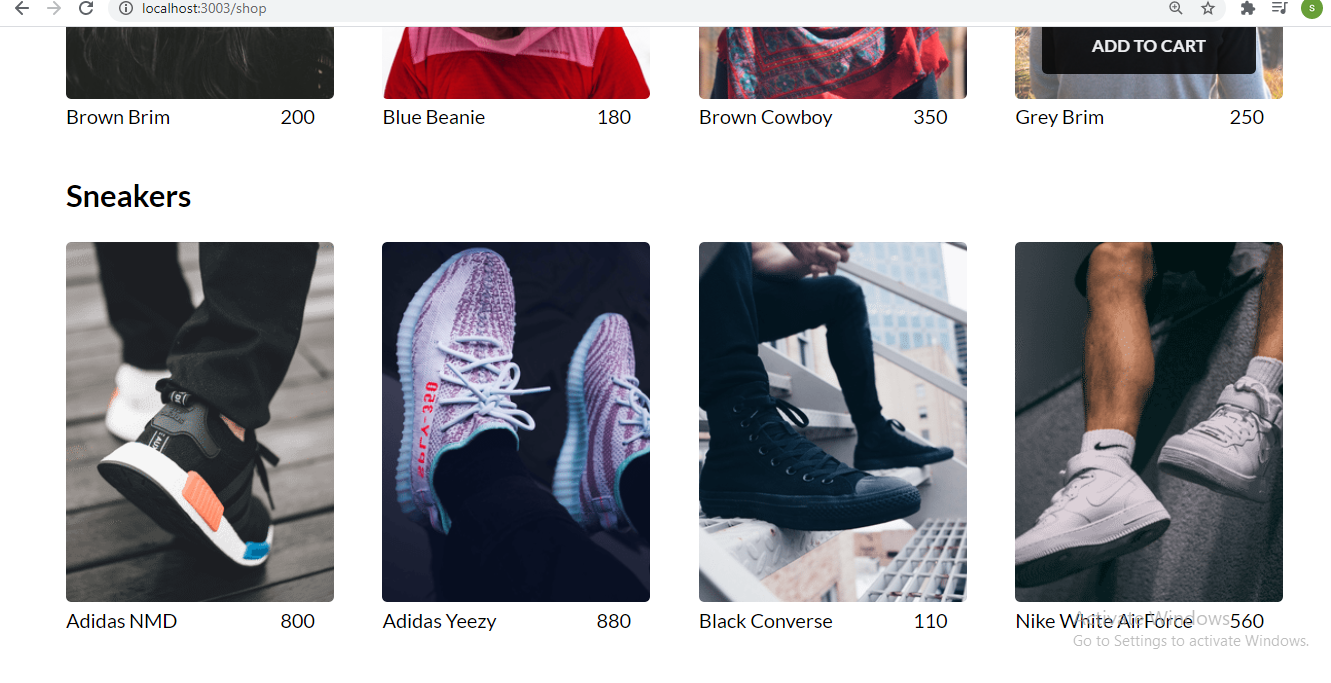 localhost:3003/shop
S
ADD TO CART
Brown Brim 200
Blue Beanie 180
Brown Cowboy 350
Grey Brim 250
Sneakers
SPLY-350
Adidas NMD 800
Adidas Yeezy 880
Black Converse 110
Nike White AirForce 560
Activate Windows
Go to Settings to activate Windows.